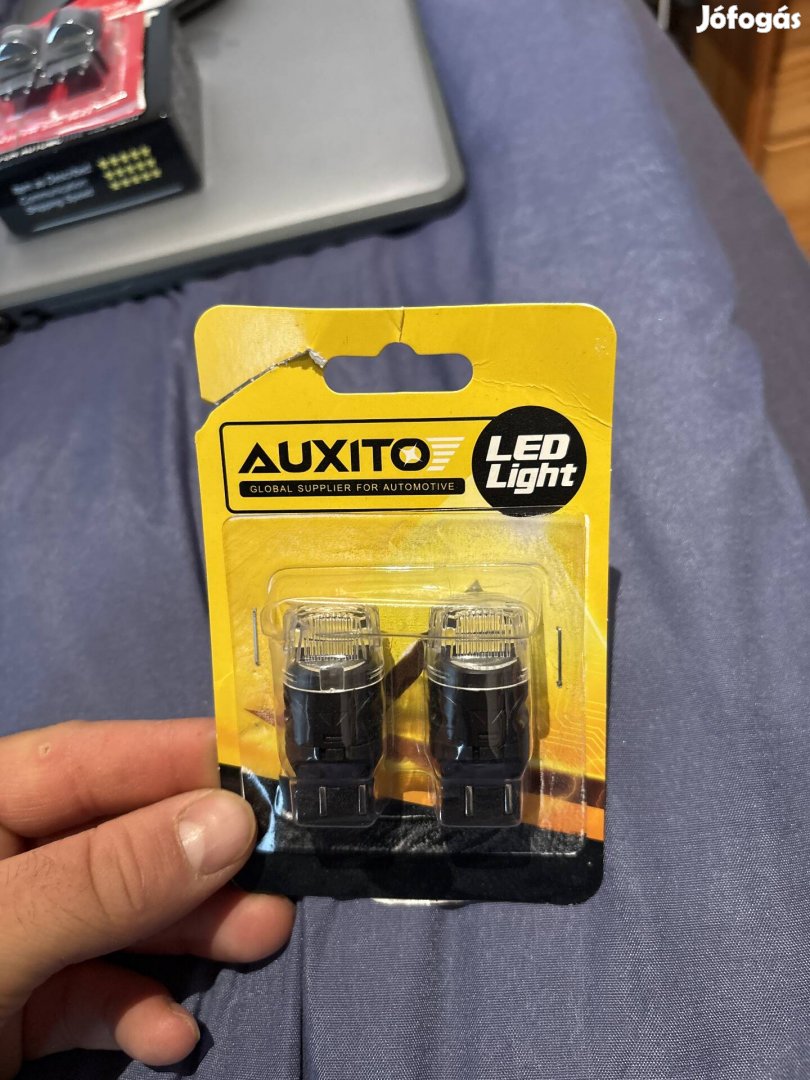 Jófogás
AUXITO
GLOBAL SUPPLIER FOR AUTOMOTIVE
LED
Light